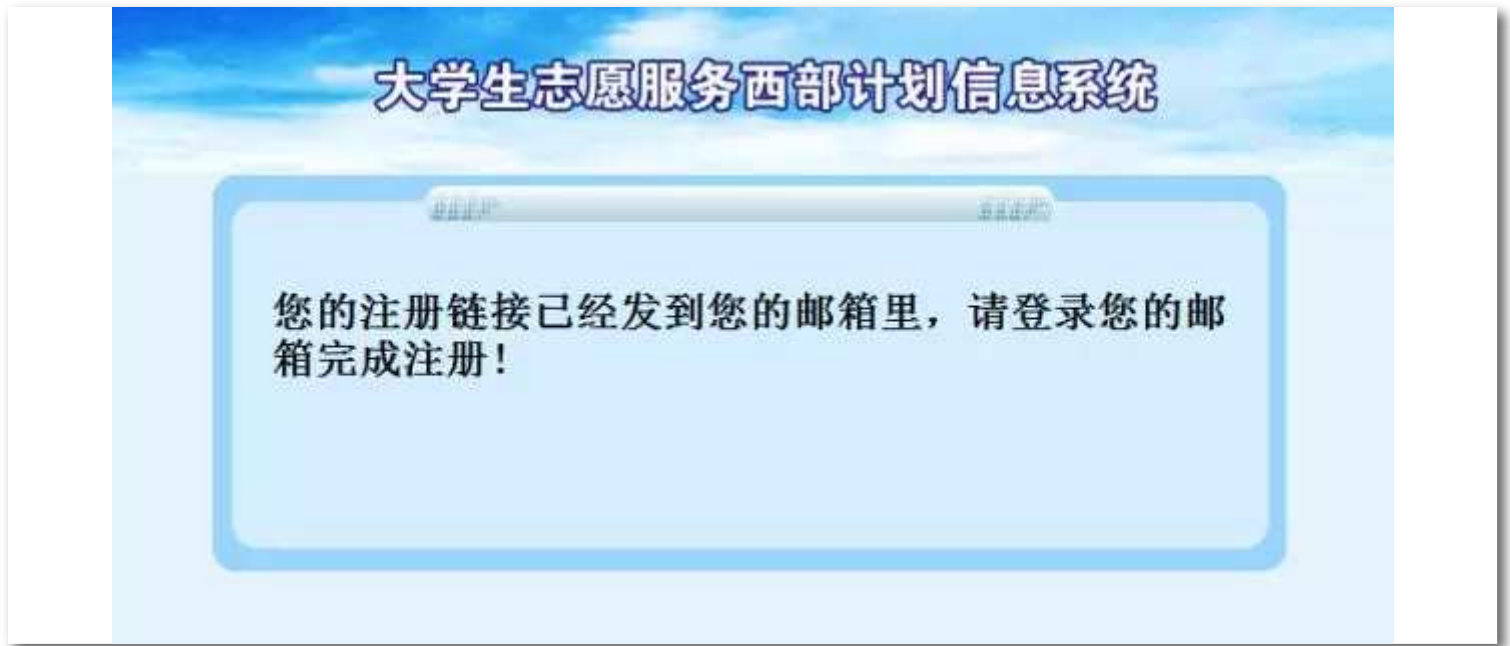 大学生志愿服务西部计划信息系统
您的注册链接已经发到您的邮箱里，请登录您的邮
箱完成注册！